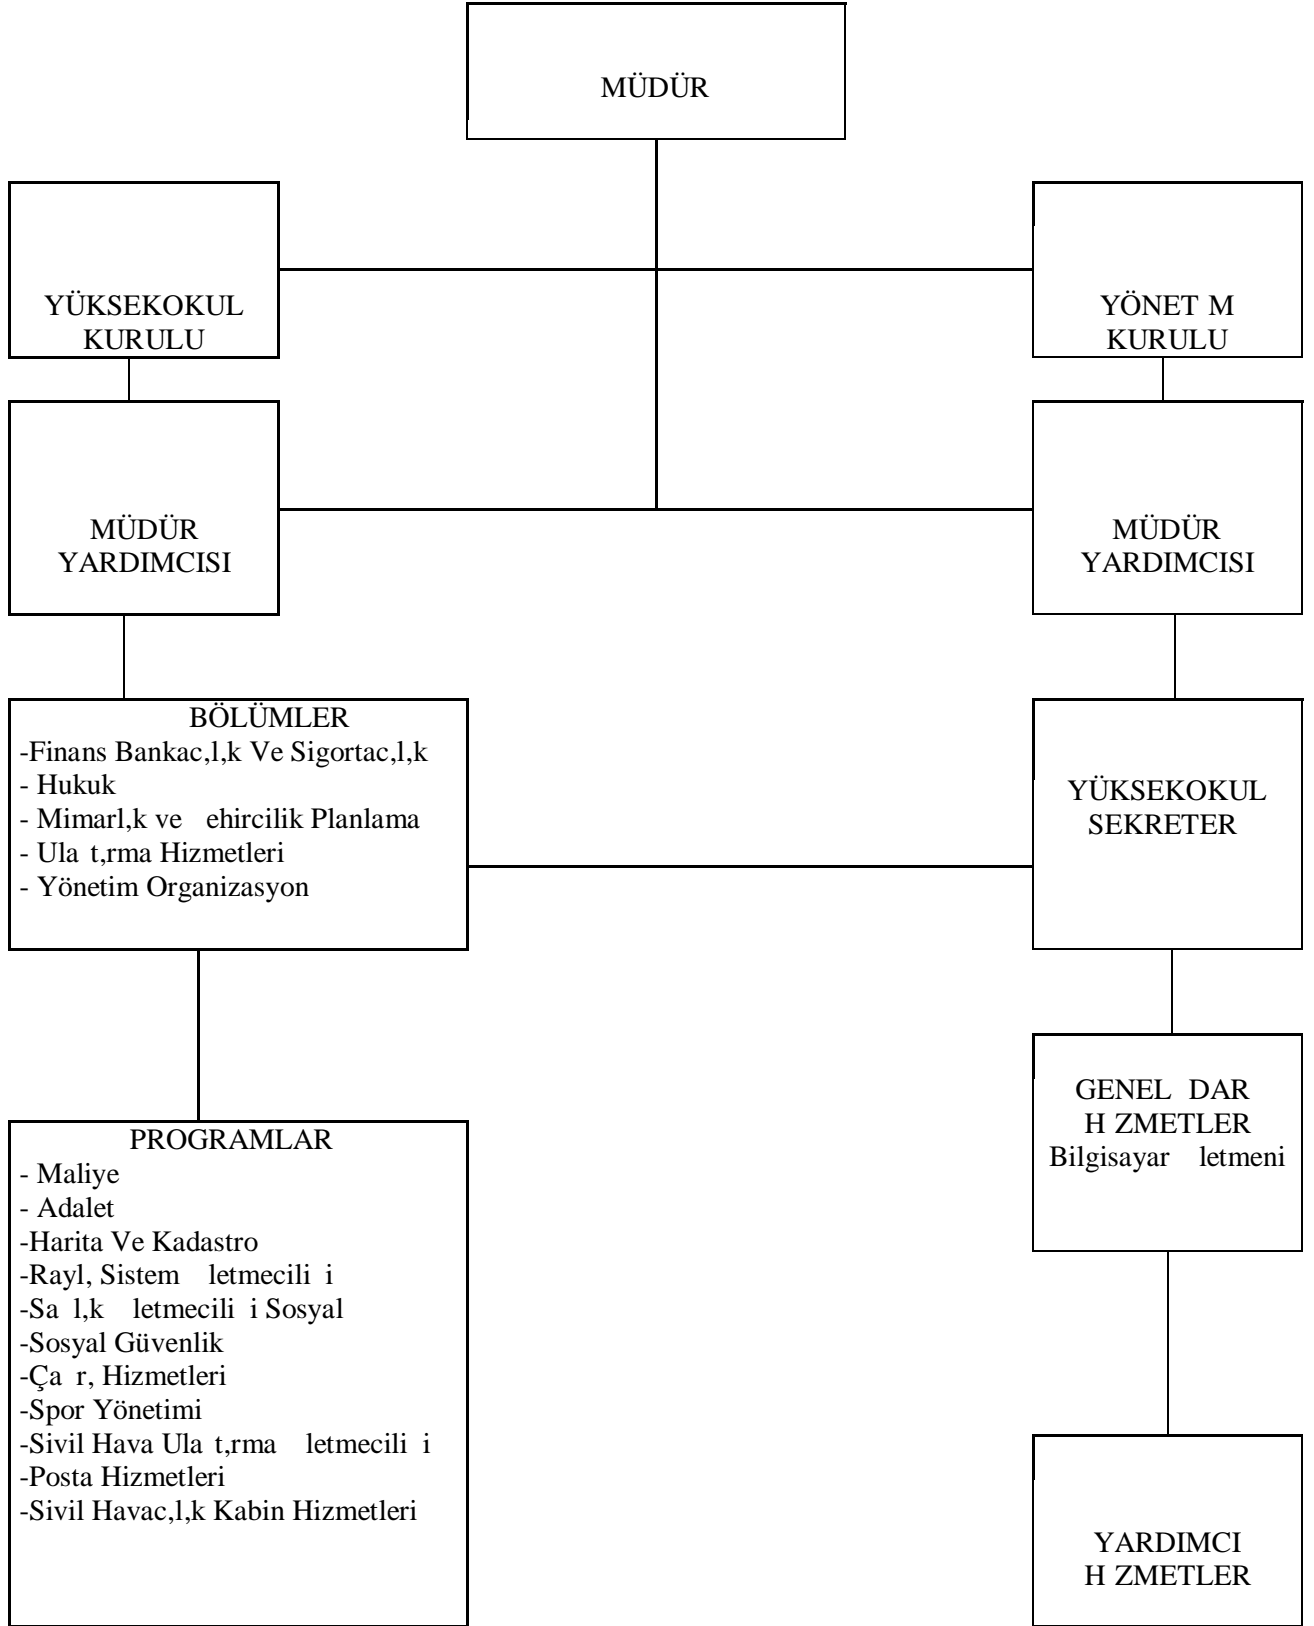 MÜDÜR
YÜKSEKOKUL
KURULU
YÖNET M
KURULU
MÜDÜR
YARDIMCISI
MÜDÜR
YARDIMCISI
BÖLÜMLER
-Finans Bankac,l,k Ve Sigortac,l,k
- Hukuk
- Mimarl,k ve ehircilik Planlama
- Ula t,rma Hizmetleri
- Yönetim Organizasyon
YÜKSEKOKUL
SEKRETER
GENEL DAR
H ZMETLER
Bilgisayar letmeni
PROGRAMLAR
- Maliye
- Adalet
-Harita Ve Kadastro
-Rayl, Sistem letmecili i
-Sa l,k letmecili i Sosyal
-Sosyal Güvenlik
-Ça r, Hizmetleri
-Spor Yönetimi
-Sivil Hava Ula t,rma letmecili i
-Posta Hizmetleri
-Sivil Havac,l,k Kabin Hizmetleri
YARDIMCI
H ZMETLER